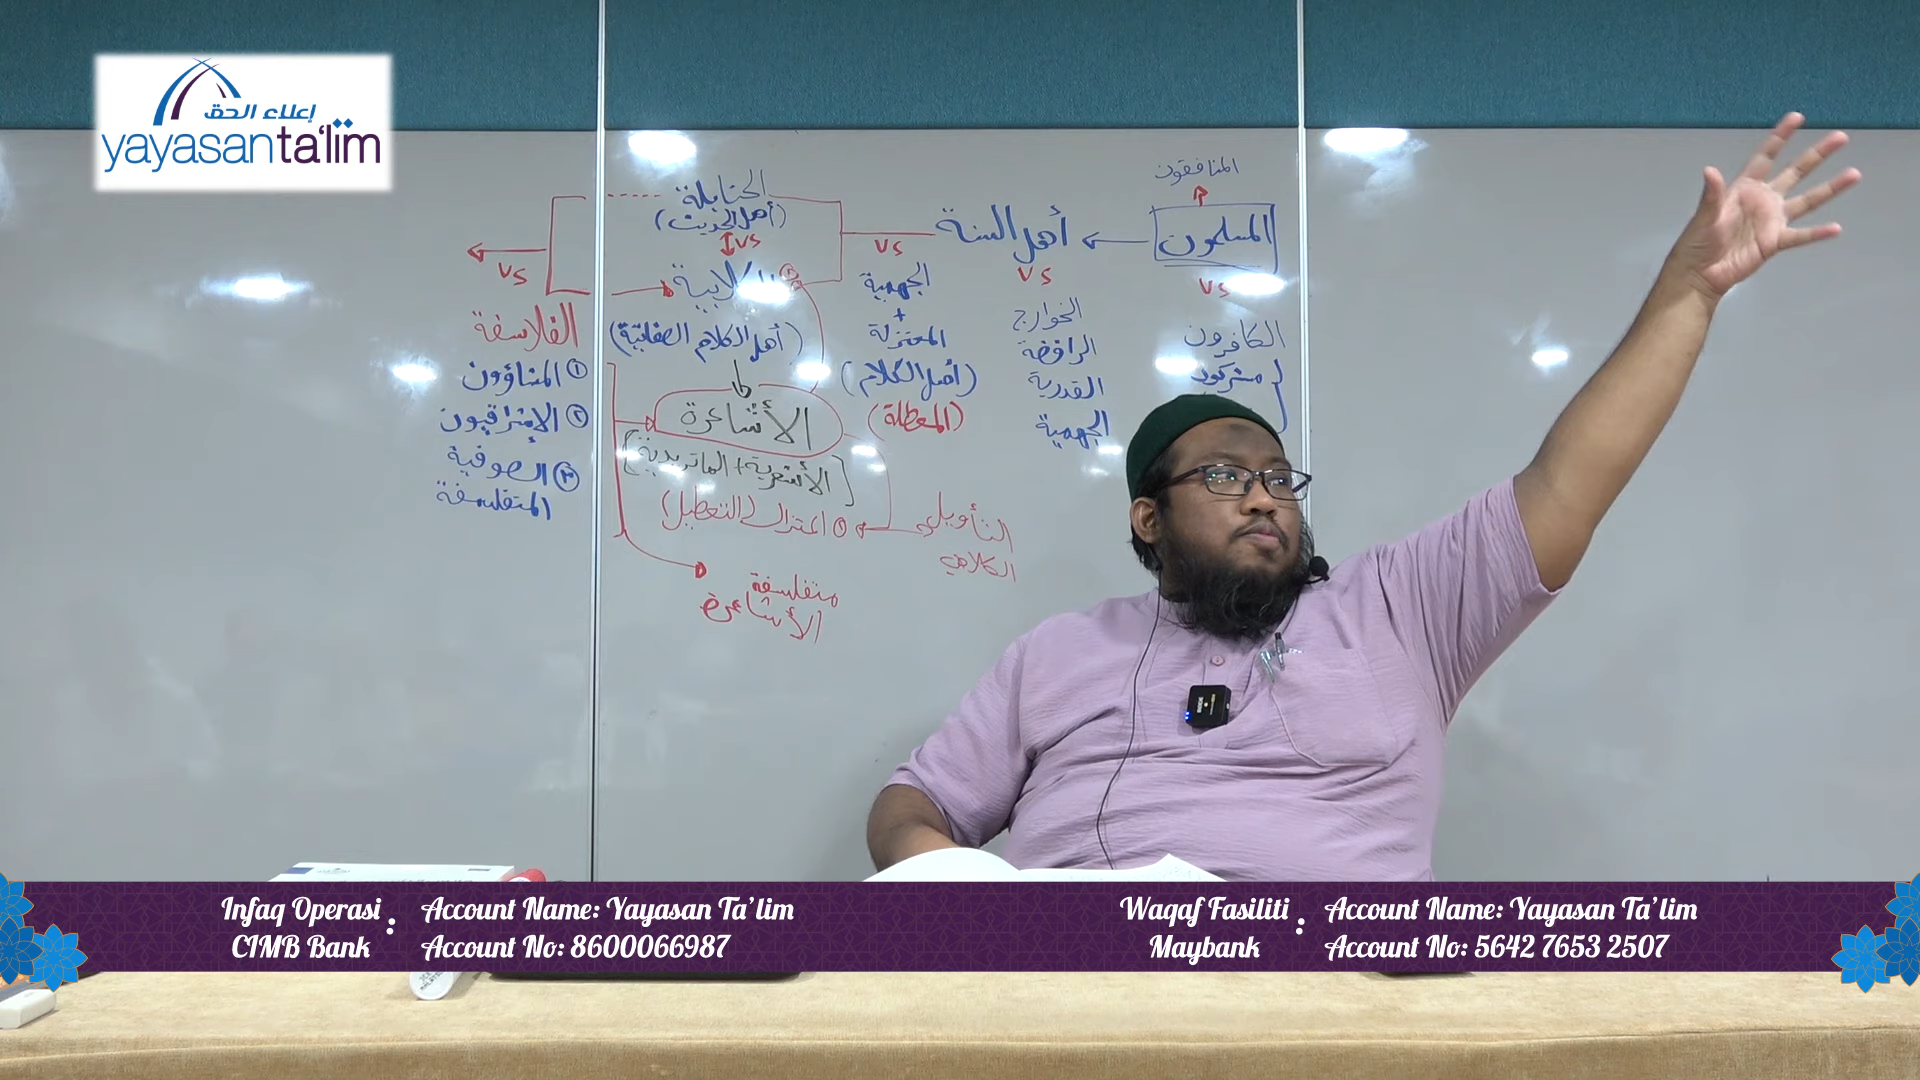 إعلاء الحق
yayasanta'lim
المنافقون
المسلمون
أهل السنة
vs
vs
vs
الكافرون
مشركون
الخوارج
الرافضة
القدرية
الجهمية
الجهمية
+
المعتزلة
(أهل الكلام)
(المعطلة)
الحنابلة
(أهل الحديث)
vs
الكلابية
(أهل الكلام الصفاتية)
الأشاعرة
[الأشعرية + الماتريدية]
① اعتزال (التعطيل)
التأويل
الكلامي
متفلسفة
الأشاعرة
vs
الفلاسفة
① المشاؤون
② الإشراقيون
③ الصوفية
المتفلسفة
RODE
Infaq Operasi : Account Name: Yayasan Ta'lim
CIMB Bank Account No: 8600066987
Waqaf Fasiliti : Account Name: Yayasan Ta'lim
Maybank Account No: 5642 7653 2507